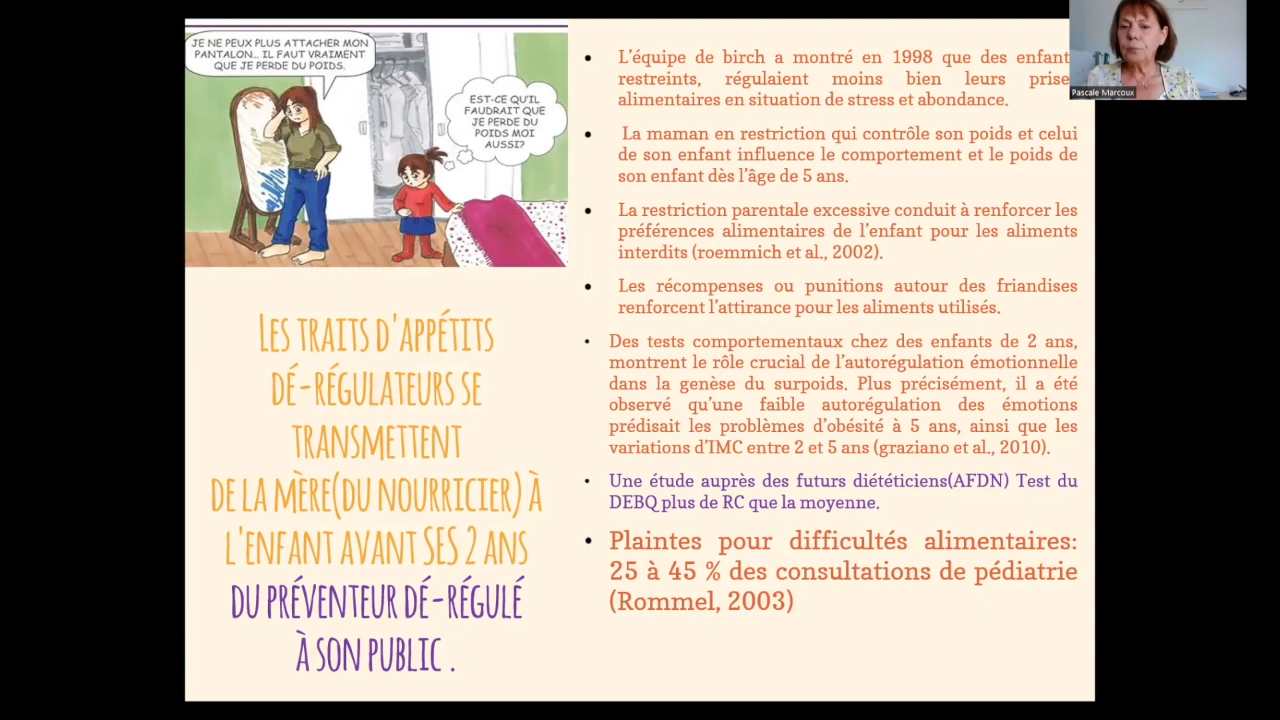 JE NE PEUX PLUS ATTACHER MON
PANTALON... IL FAUT VRAIMENT
QUE JE PERDE DU POIDS.
EST-CE QU'IL
FAUDRAIT QUE
JE PERDE DU
POIDS MOI
AUSSI?
LES TRAITS D'APPÉTITS
DÉ-RÉGULATEURS SE
TRANSMETTENT
DE LA MÈRE(DU NOURRICIER) À
L'ENFANT AVANT SES 2 ANS
DU PRÉVENTEUR DÉ-RÉGULÉ
À SON PUBLIC .
• L'équipe de birch a montré en 1998 que des enfant
restreints, régulaient moins bien leurs prise
alimentaires en situation de stress et abondance.
• La maman en restriction qui contrôle son poids et celui
de son enfant influence le comportement et le poids de
son enfant dès l'âge de 5 ans.
• La restriction parentale excessive conduit à renforcer les
préférences alimentaires de l'enfant pour les aliments
interdits (roemmich et al., 2002).
• Les récompenses ou punitions autour des friandises
renforcent l'attirance pour les aliments utilisés.
• Des tests comportementaux chez des enfants de 2 ans,
montrent le rôle crucial de l'autorégulation émotionnelle
dans la genèse du surpoids. Plus précisément, il a été
observé qu'une faible autorégulation des émotions
prédisait les problèmes d'obésité à 5 ans, ainsi que les
variations d'IMC entre 2 et 5 ans (graziano et al., 2010).
• Une étude auprès des futurs diététiciens(AFDN) Test du
DEBQ plus de RC que la moyenne.
• Plaintes pour difficultés alimentaires:
25 à 45 % des consultations de pédiatrie
(Rommel, 2003)
Pascale Marcoux